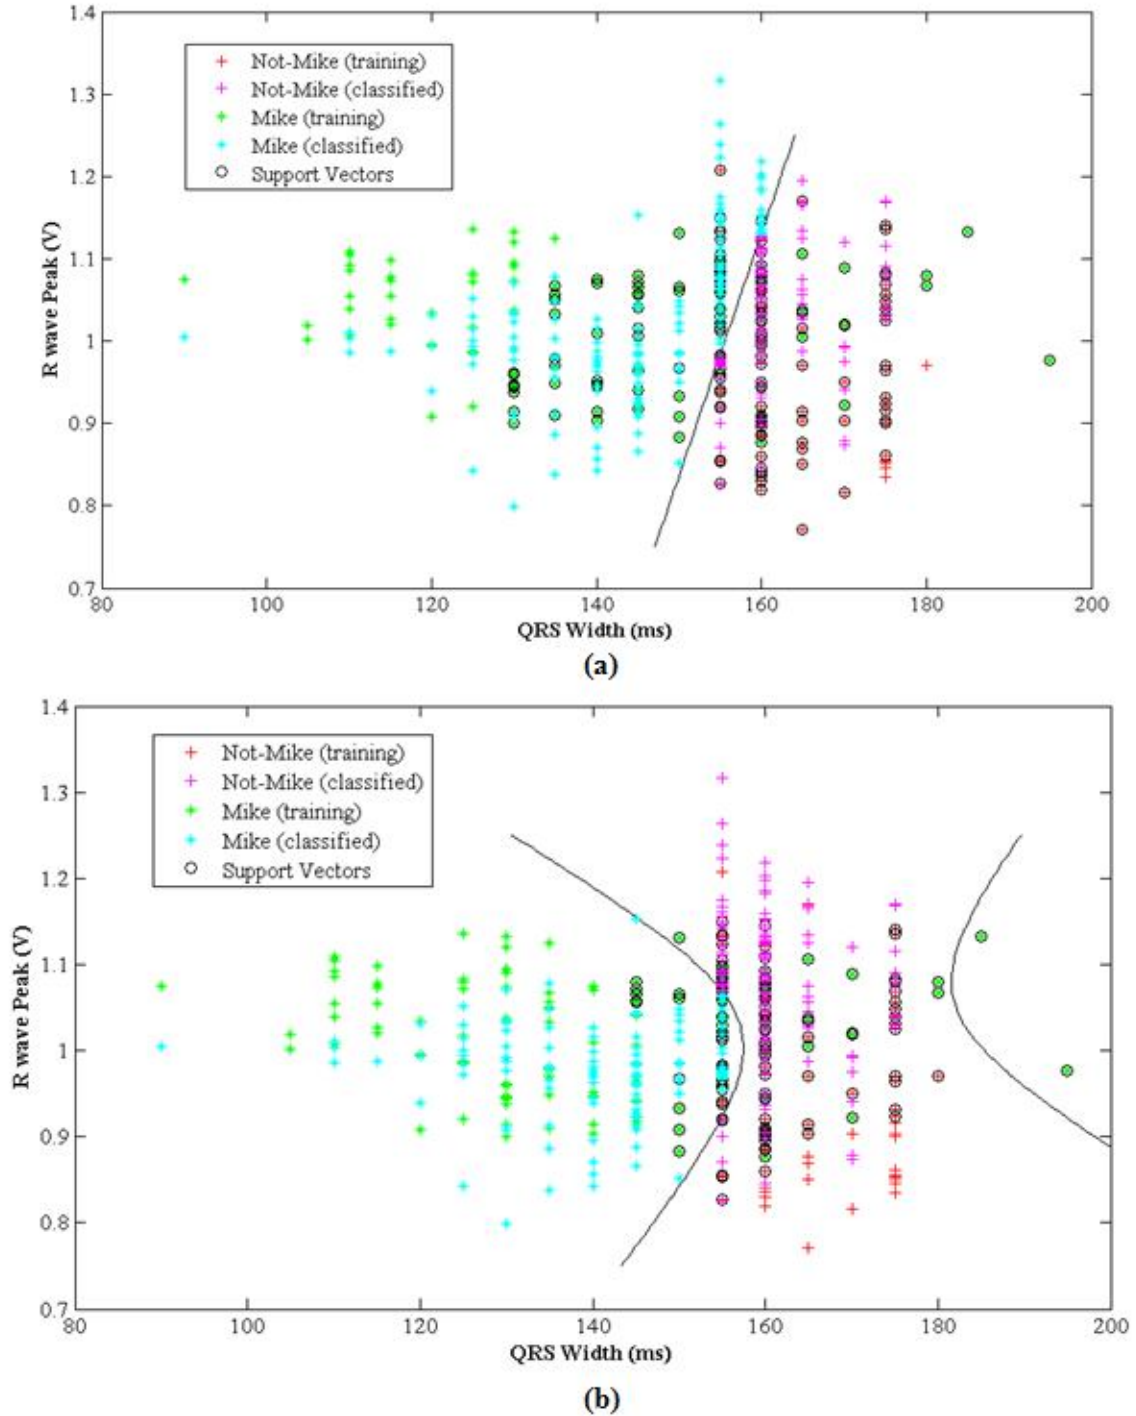 1.4
1.3
1.2
1.1
1
0.9
0.8
0.7
R wave Peak (V)
Not-Mike (training)
Not-Mike (classified)
Mike (training)
Mike (classified)
Support Vectors
80 100 120 140 160 180 200
QRS Width (ms)
(a)
1.4
1.3
1.2
1.1
1
0.9
0.8
0.7
R wave Peak (V)
Not-Mike (training)
Not-Mike (classified)
Mike (training)
Mike (classified)
Support Vectors
80 100 120 140 160 180 200
QRS Width (ms)
(b)